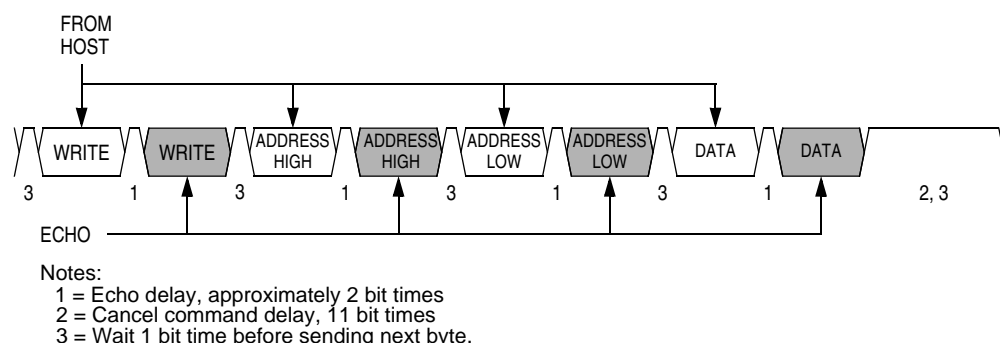 FROM
HOST
WRITE
WRITE
ADDRESS
HIGH
ADDRESS
HIGH
ADDRESS
LOW
ADDRESS
LOW
DATA
DATA
3
1
3
1
3
1
3
1
2, 3
ECHO
Notes:
1 = Echo delay, approximately 2 bit times
2 = Cancel command delay, 11 bit times
3 = Wait 1 bit time before sending next byte.